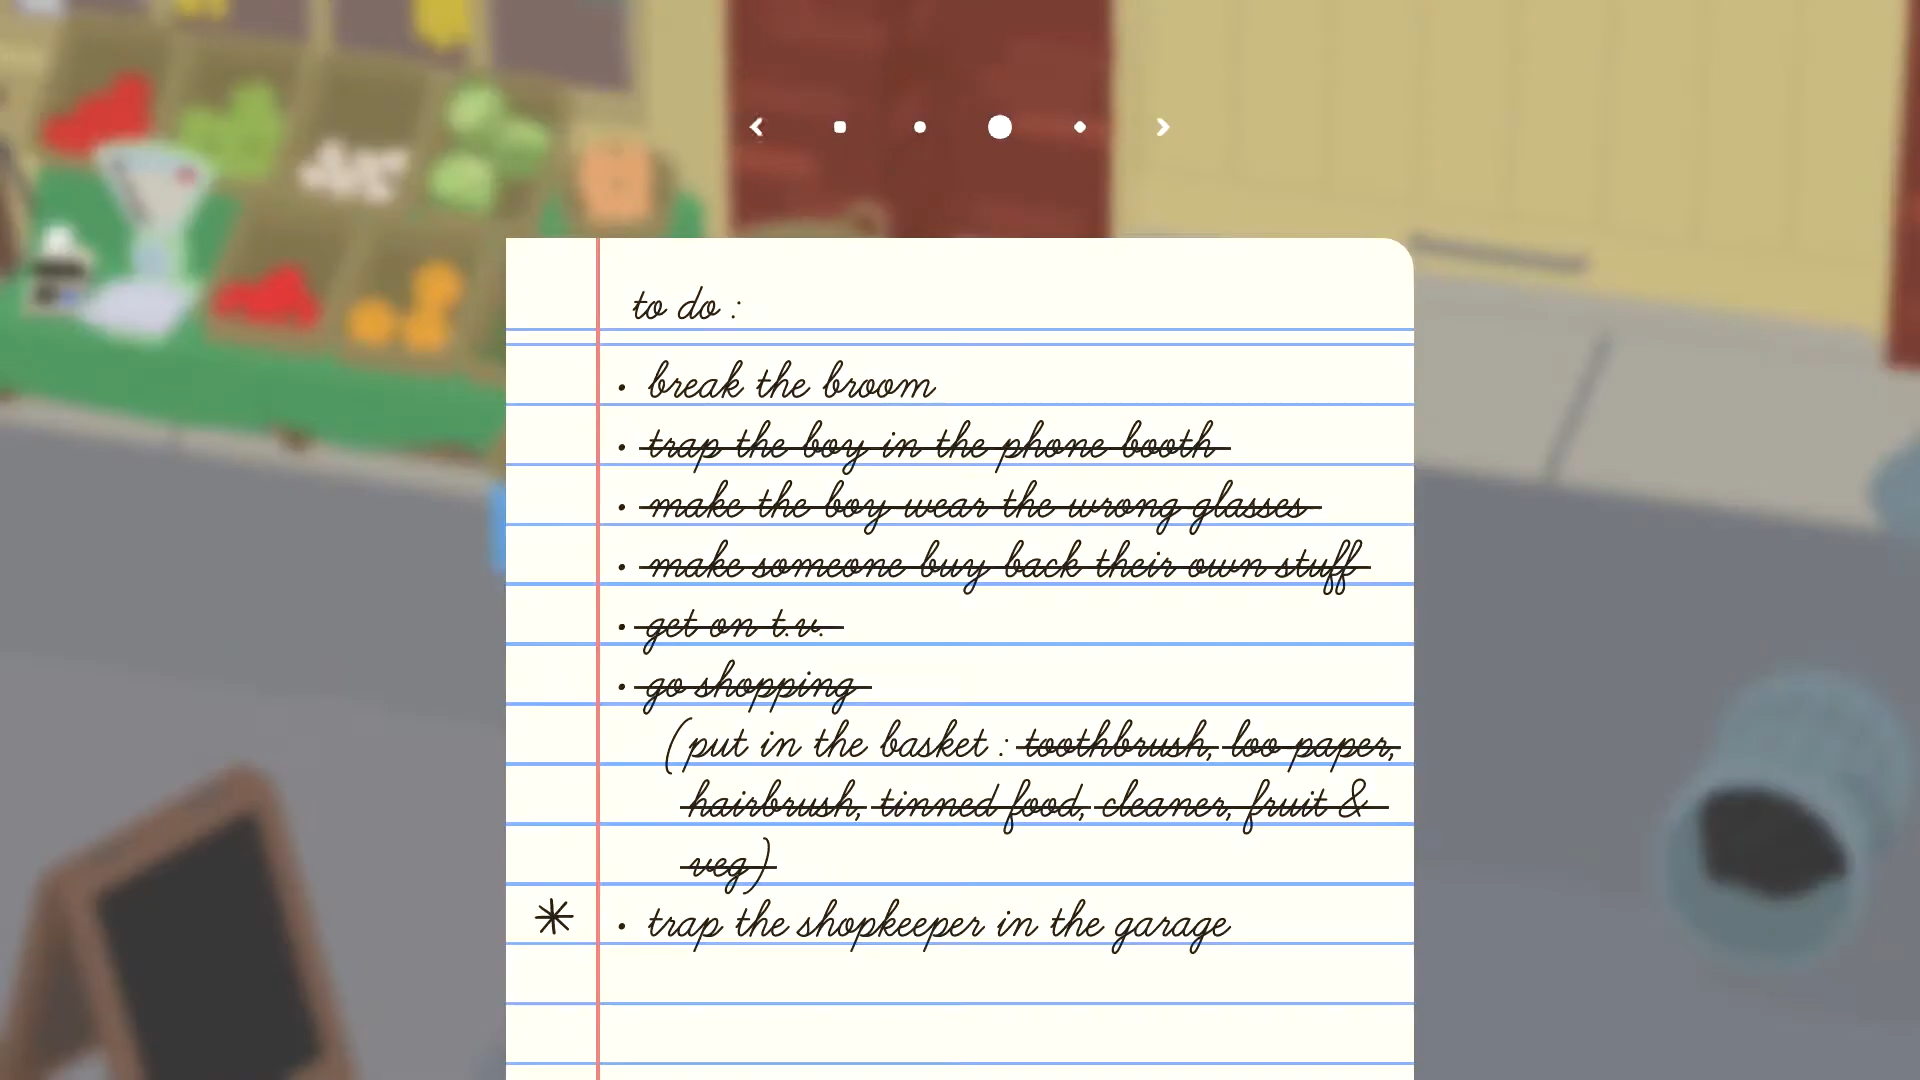 to do :
• break the broom
• trap the boy in the phone booth
• make the boy wear the wrong glasses
• make someone buy back their own stuff
• get on t.v.
• go shopping
(put in the basket : toothbrush, loo paper,
hairbrush, tinned food, cleaner, fruit &
veg)
• trap the shopkeeper in the garage